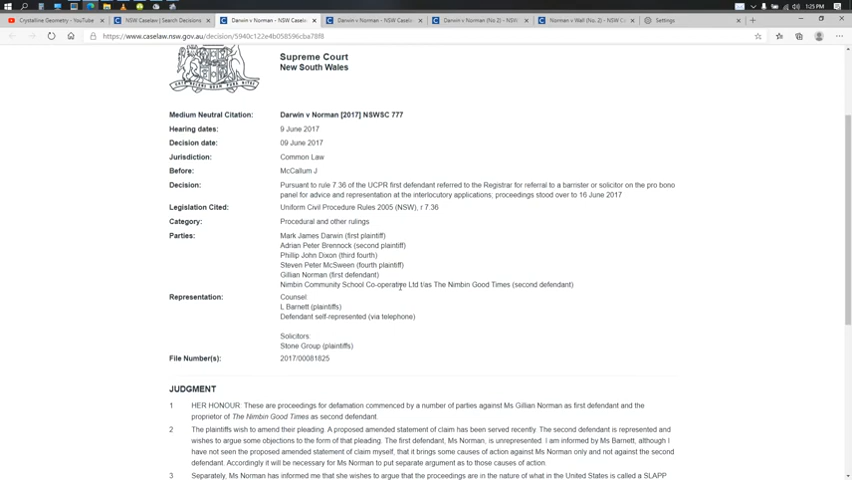 Crystalline Geometry - YouTube
NSW Caselaw | Search Decisions
Darwin v Norman - NSW Caselaw
Darwin v Norman - NSW Caselaw
Darwin v Norman (No 2) - NSW
Norman v Wall (No. 2) - NSW C
Settings
1:25 PM
https://www.caselaw.nsw.gov.au/decision/5940c122e4b058596cba78f8
Supreme Court
New South Wales
Medium Neutral Citation: Darwin v Norman [2017] NSWSC 777
Hearing dates: 9 June 2017
Decision date: 09 June 2017
Jurisdiction: Common Law
Before: McCallum J
Decision: Pursuant to rule 7.36 of the UCPR first defendant referred to the Registrar for referral to a barrister or solicitor on the pro bono
panel for advice and representation at the interlocutory applications; proceedings stood over to 16 June 2017
Legislation Cited: Uniform Civil Procedure Rules 2005 (NSW), r 7.36
Category: Procedural and other rulings
Parties: Mark James Darwin (first plaintiff)
Adrian Peter Brennock (second plaintiff)
Phillip John Dixon (third fourth)
Steven Peter McSween (fourth plaintiff)
Gillian Norman (first defendant)
Nimbin Community School Co-operative Ltd t/as The Nimbin Good Times (second defendant)
Representation: Counsel:
L Barnett (plaintiffs)
Defendant self-represented (via telephone)
Solicitors:
Stone Group (plaintiffs)
File Number(s): 2017/00081825
JUDGMENT
1 HER HONOUR: These are proceedings for defamation commenced by a number of parties against Ms Gillian Norman as first defendant and the
proprietor of The Nimbin Good Times as second defendant.
2 The plaintiffs wish to amend their pleading. A proposed amended statement of claim has been served recently. The second defendant is represented and
wishes to argue some objections to the form of that pleading. The first defendant, Ms Norman, is unrepresented. I am informed by Ms Barnett, although I
have not seen the proposed amended statement of claim myself, that it brings some causes of action against Ms Norman only and not against the second
defendant. Accordingly it will be necessary for Ms Norman to put separate argument as to those causes of action.
3 Separately, Ms Norman has informed me that she wishes to argue that the proceedings are in the nature of what in the United States is called a SLAPP